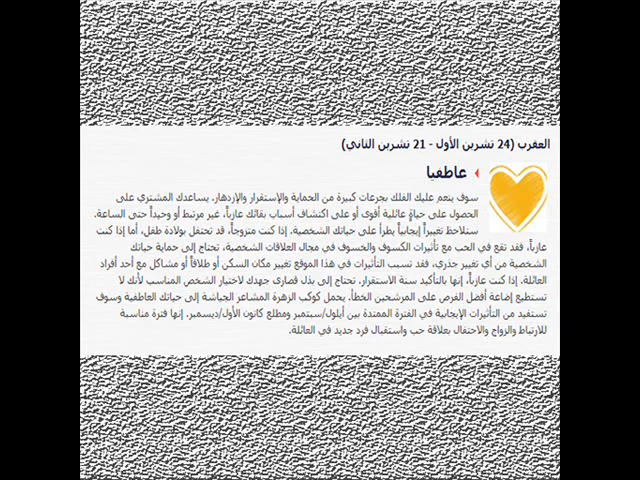 العقرب (24 تشرين الأول - 21 تشرين الثاني)
عاطفيا
سوف ينعم عليك الفلك بجرعات كبيرة من الحماية والإستقرار والإزدهار. يساعدك المشتري على
الحصول على حياةٍ عائلية أقوى أو على اكتشاف أسباب بقائك عازباً، غير مرتبط أو وحيداً حتى الساعة.
ستلاحظ تغييراً إيجابياً يطرأ على حياتك الشخصية. إذا كنت متزوجاً، قد تحتفل بولادة طفل، أما إذا كنت
عازباً، فقد تقع في الحب مع تأثيرات الكسوف والخسوف في مجال العلاقات الشخصية، تحتاج إلى حماية حياتك
الشخصية من أي تغيير جذري، فقد تسبب التأثيرات في هذا الموقع تغيير مكان السكن أو طلاقاً أو مشاكل مع أحد أفراد
العائلة. إذا كنت عازباً، إنها بالتأكيد سنة الاستقرار. تحتاج إلى بذل قصارى جهدك لاختيار الشخص المناسب لأنك لا
تستطيع إضاعة أفضل الفرص على المرشحين الخطأ. يحمل كوكب الزهرة المشاعر الجياشة إلى حياتك العاطفية وسوف
تستفيد من التأثيرات الإيجابية في الفترة الممتدة بين أيلول/سبتمبر ومطلع كانون الأول/ديسمبر. إنها فترة مناسبة
للارتباط والزواج والاحتفال بعلاقة حب واستقبال فرد جديد في العائلة.